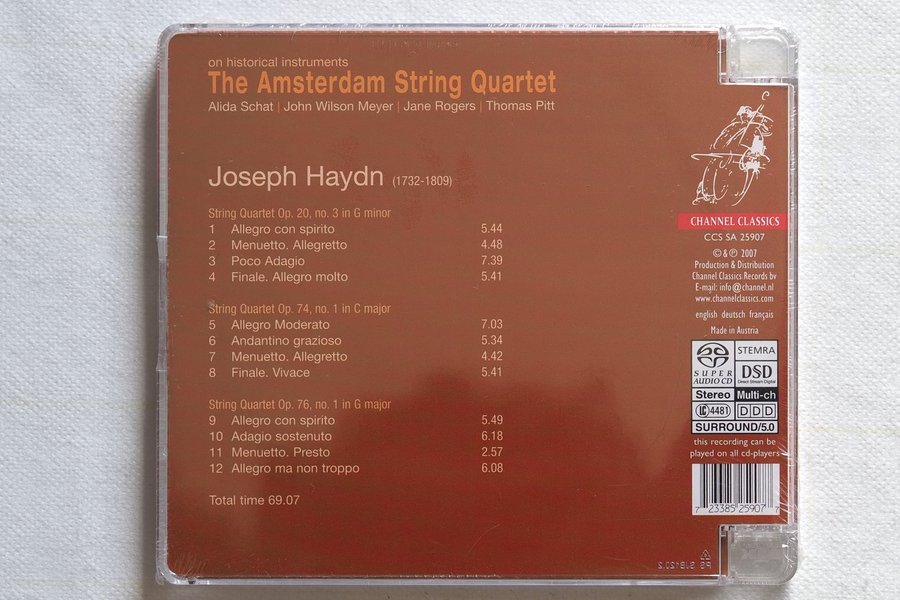 on historical instruments
The Amsterdam String Quartet
Alida Schat | John Wilson Meyer | Jane Rogers | Thomas Pitt
Joseph Haydn (1732-1809)
String Quartet Op. 20, no. 3 in G minor
1 Allegro con spirito 5.44
2 Menuetto. Allegretto 4.48
3 Poco Adagio 7.39
4 Finale. Allegro molto 5.41
String Quartet Op. 74, no. 1 in C major
5 Allegro Moderato 7.03
6 Andantino grazioso 5.34
7 Menuetto. Allegretto 4.42
8 Finale. Vivace 5.41
String Quartet Op. 76, no. 1 in G major
9 Allegro con spirito 5.49
10 Adagio sostenuto 6.18
11 Menuetto. Presto 2.57
12 Allegro ma non troppo 6.08
Total time 69.07
CHANNEL CLASSICS
CCS SA 25907
© & ℗ 2007
Production & Distribution
Channel Classics Records bv
E-mail: info@channel.nl
www.channelclassics.com
english deutsch français
Made in Austria
SUPER AUDIO CD
STEMRA
DSD
Direct Stream Digital
Stereo Multi-ch
LC 4481 DDD
SURROUND/5.0
this recording can be
played on all cd-players
7 23385 25907 7